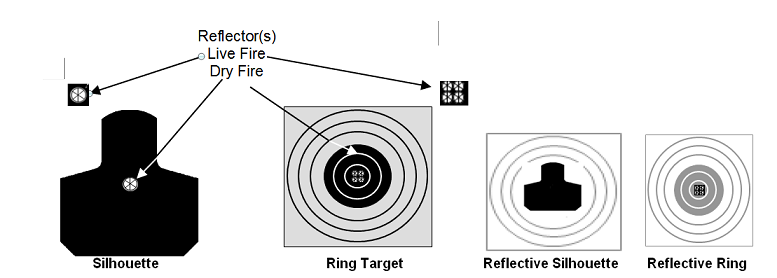 Reflector(s)
Live Fire
Dry Fire
Silhouette
Ring Target
Reflective Silhouette
Reflective Ring